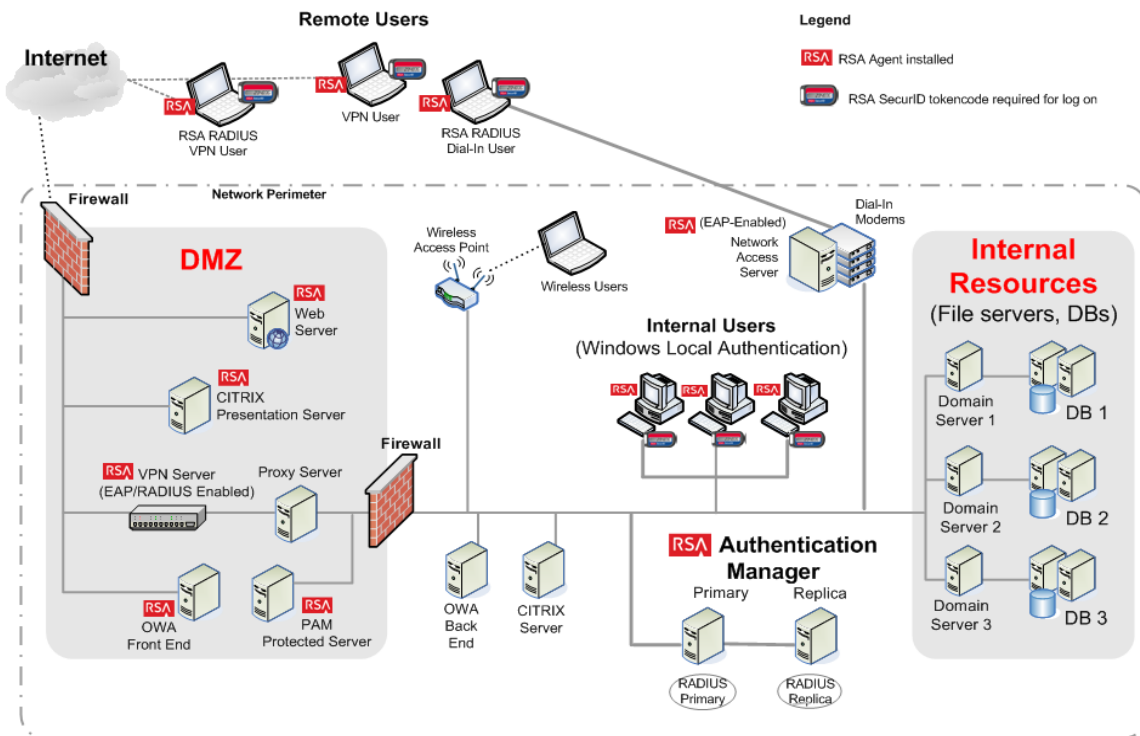 Remote Users
Legend
Internet
RSA
RSA Agent installed
RSA SecurID tokencode required for log on
RSA
RSA
RSA
RSA RADIUS
VPN User
VPN User
RSA RADIUS
Dial-In User
Network Perimeter
Firewall
DMZ
Wireless
Access Point
Wireless Users
RSA (EAP-Enabled)
Network
Access
Server
Dial-In
Modems
Internal
Resources
(File servers, DBs)
RSA
Web
Server
RSA
CITRIX
Presentation Server
Internal Users
(Windows Local Authentication)
RSA
RSA
RSA
Domain
Server 1
DB 1
Firewall
RSA VPN Server
(EAP/RADIUS Enabled)
Proxy Server
Domain
Server 2
DB 2
RSA
OWA
Front End
RSA
PAM
Protected Server
OWA
Back
End
CITRIX
Server
RSA Authentication
Manager
Primary
Replica
RADIUS
Primary
RADIUS
Replica
Domain
Server 3
DB 3